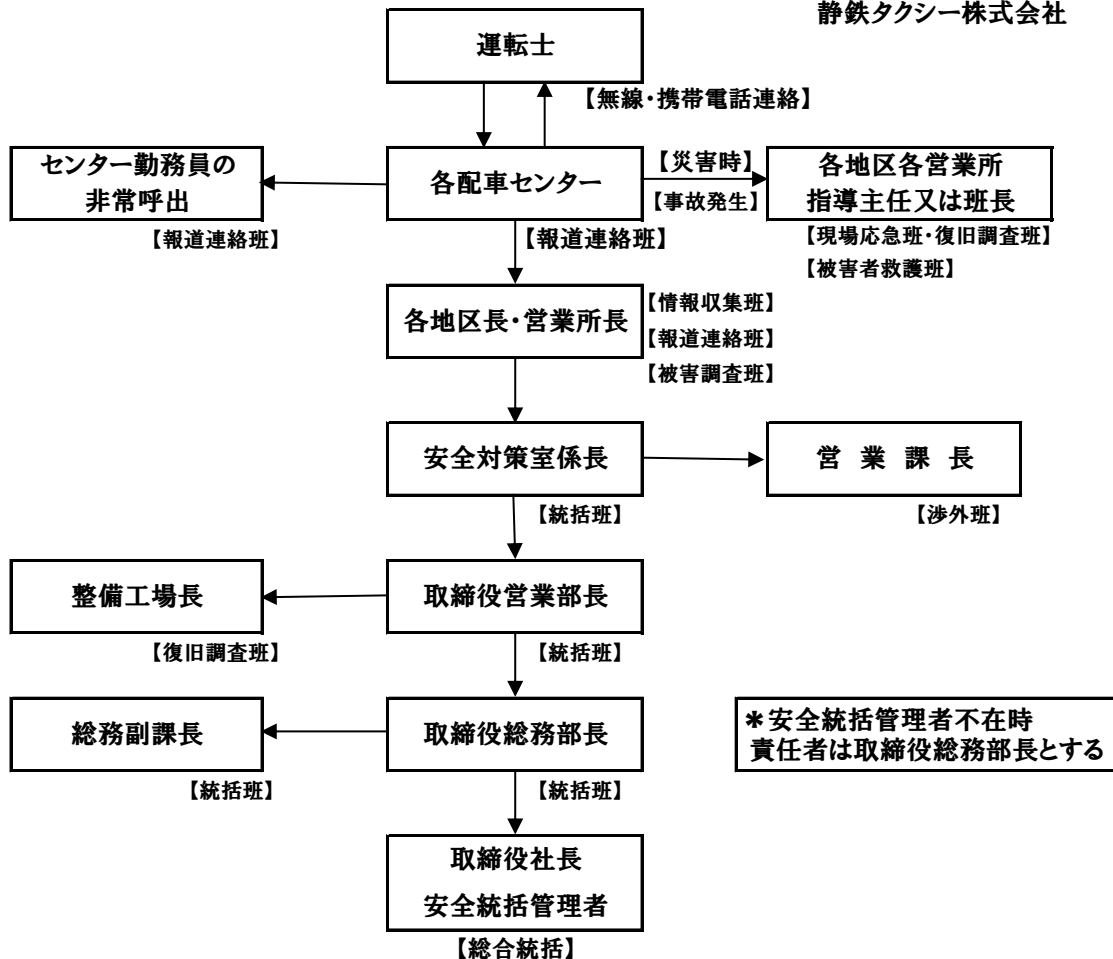 静鉄タクシー株式会社
運転士
【無線・携帯電話連絡】
センター勤務員の
非常呼出
【報道連絡班】
各配車センター
【災害時】
【事故発生】
各地区各営業所
指導主任又は班長
【現場応急班・復旧調査班】
【被害者救護班】
【報道連絡班】
各地区長・営業所長
【情報収集班】
【報道連絡班】
【被害調査班】
安全対策室係長
営 業 課 長
【統括班】
【渉外班】
整備工場長
取締役営業部長
【復旧調査班】
【統括班】
総務副課長
取締役総務部長
＊安全統括管理者不在時
責任者は取締役総務部長とする
【統括班】
【統括班】
取締役社長
安全統括管理者
【総合統括】